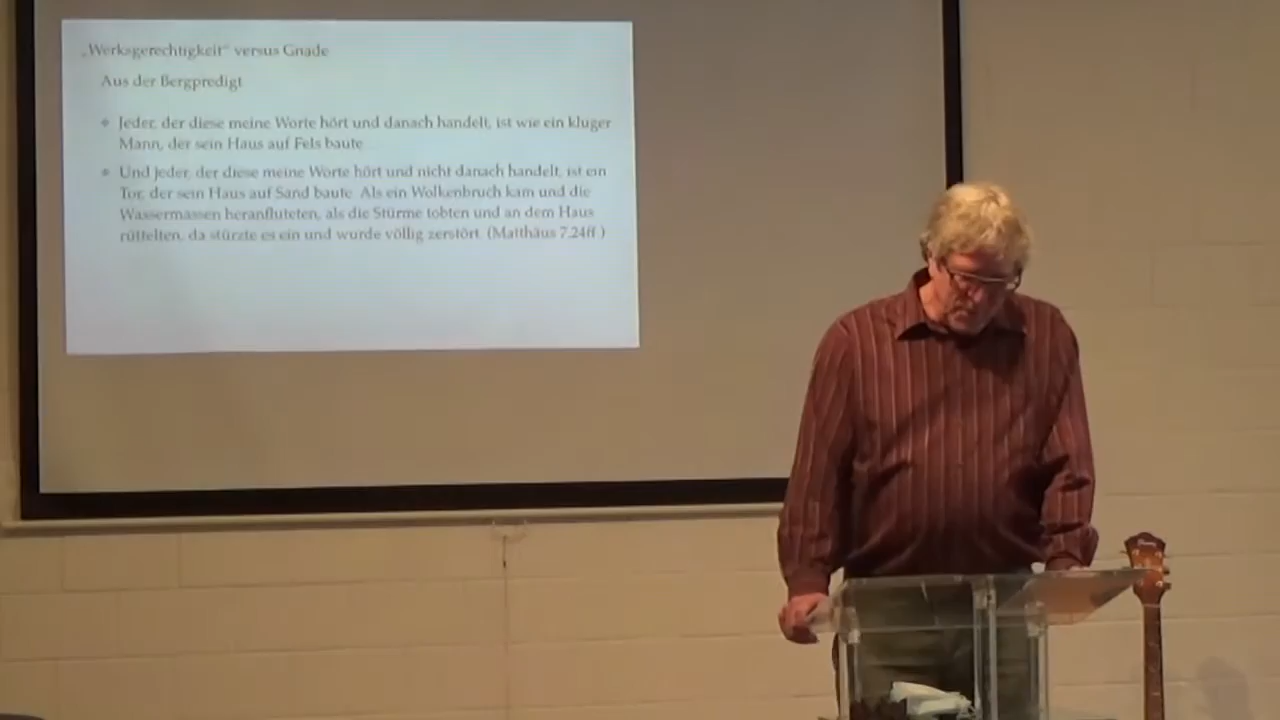 „Werksgerechtigkeit" versus Gnade
Aus der Bergpredigt
Jeder, der diese meine Worte hört und danach handelt, ist wie ein kluger
Mann, der sein Haus auf Fels baute.
Und jeder, der diese meine Worte hört und nicht danach handelt, ist ein
Tor, der sein Haus auf Sand baute. Als ein Wolkenbruch kam und die
Wassermassen heranfluteten, als die Stürme tobten und an dem Haus
rüttelten, da stürzte es ein und wurde völlig zerstört. (Matthäus 7,24ff.)